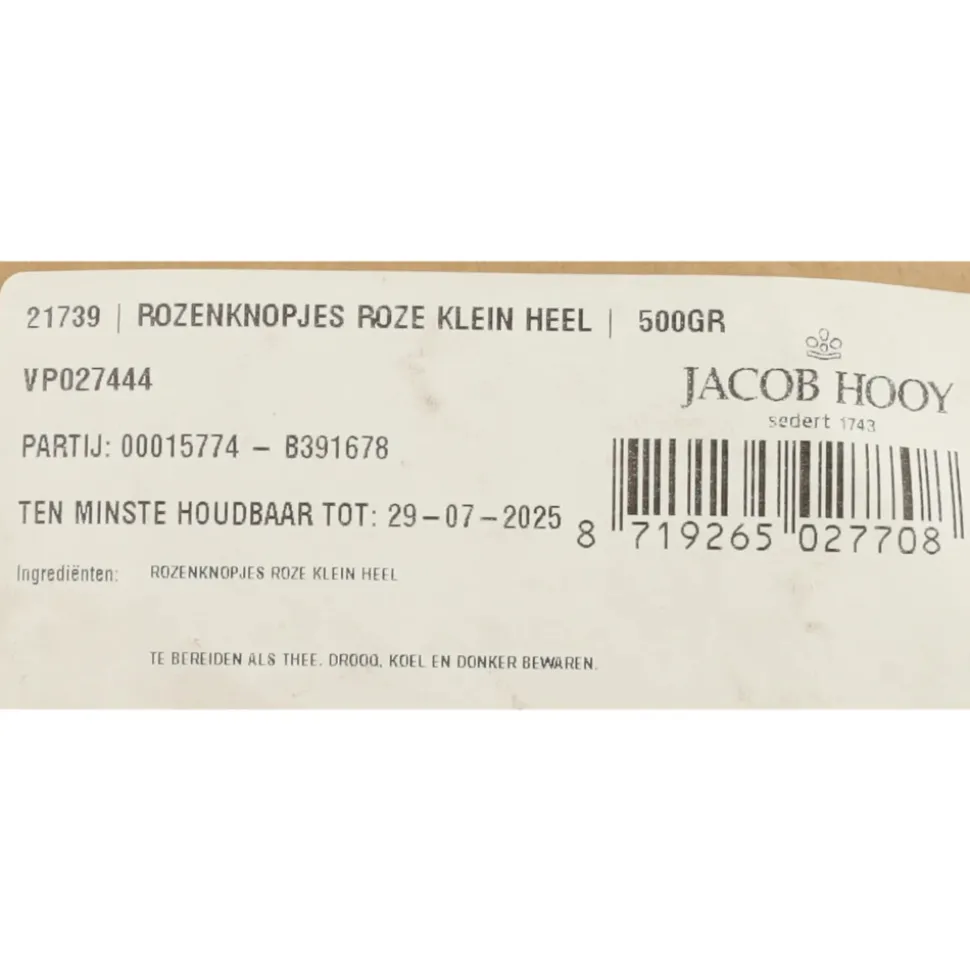 21739 | ROZENKNOPJES ROZE KLEIN HEEL | 500GR
VP027444
JACOB HOOY
sedert 1743
PARTIJ: 00015774 – B391678
TEN MINSTE HOUDBAAR TOT: 29-07-2025
8 719265 027708
Ingrediënten: ROZENKNOPJES ROZE KLEIN HEEL
TE BEREIDEN ALS THEE. DROOG, KOEL EN DONKER BEWAREN.